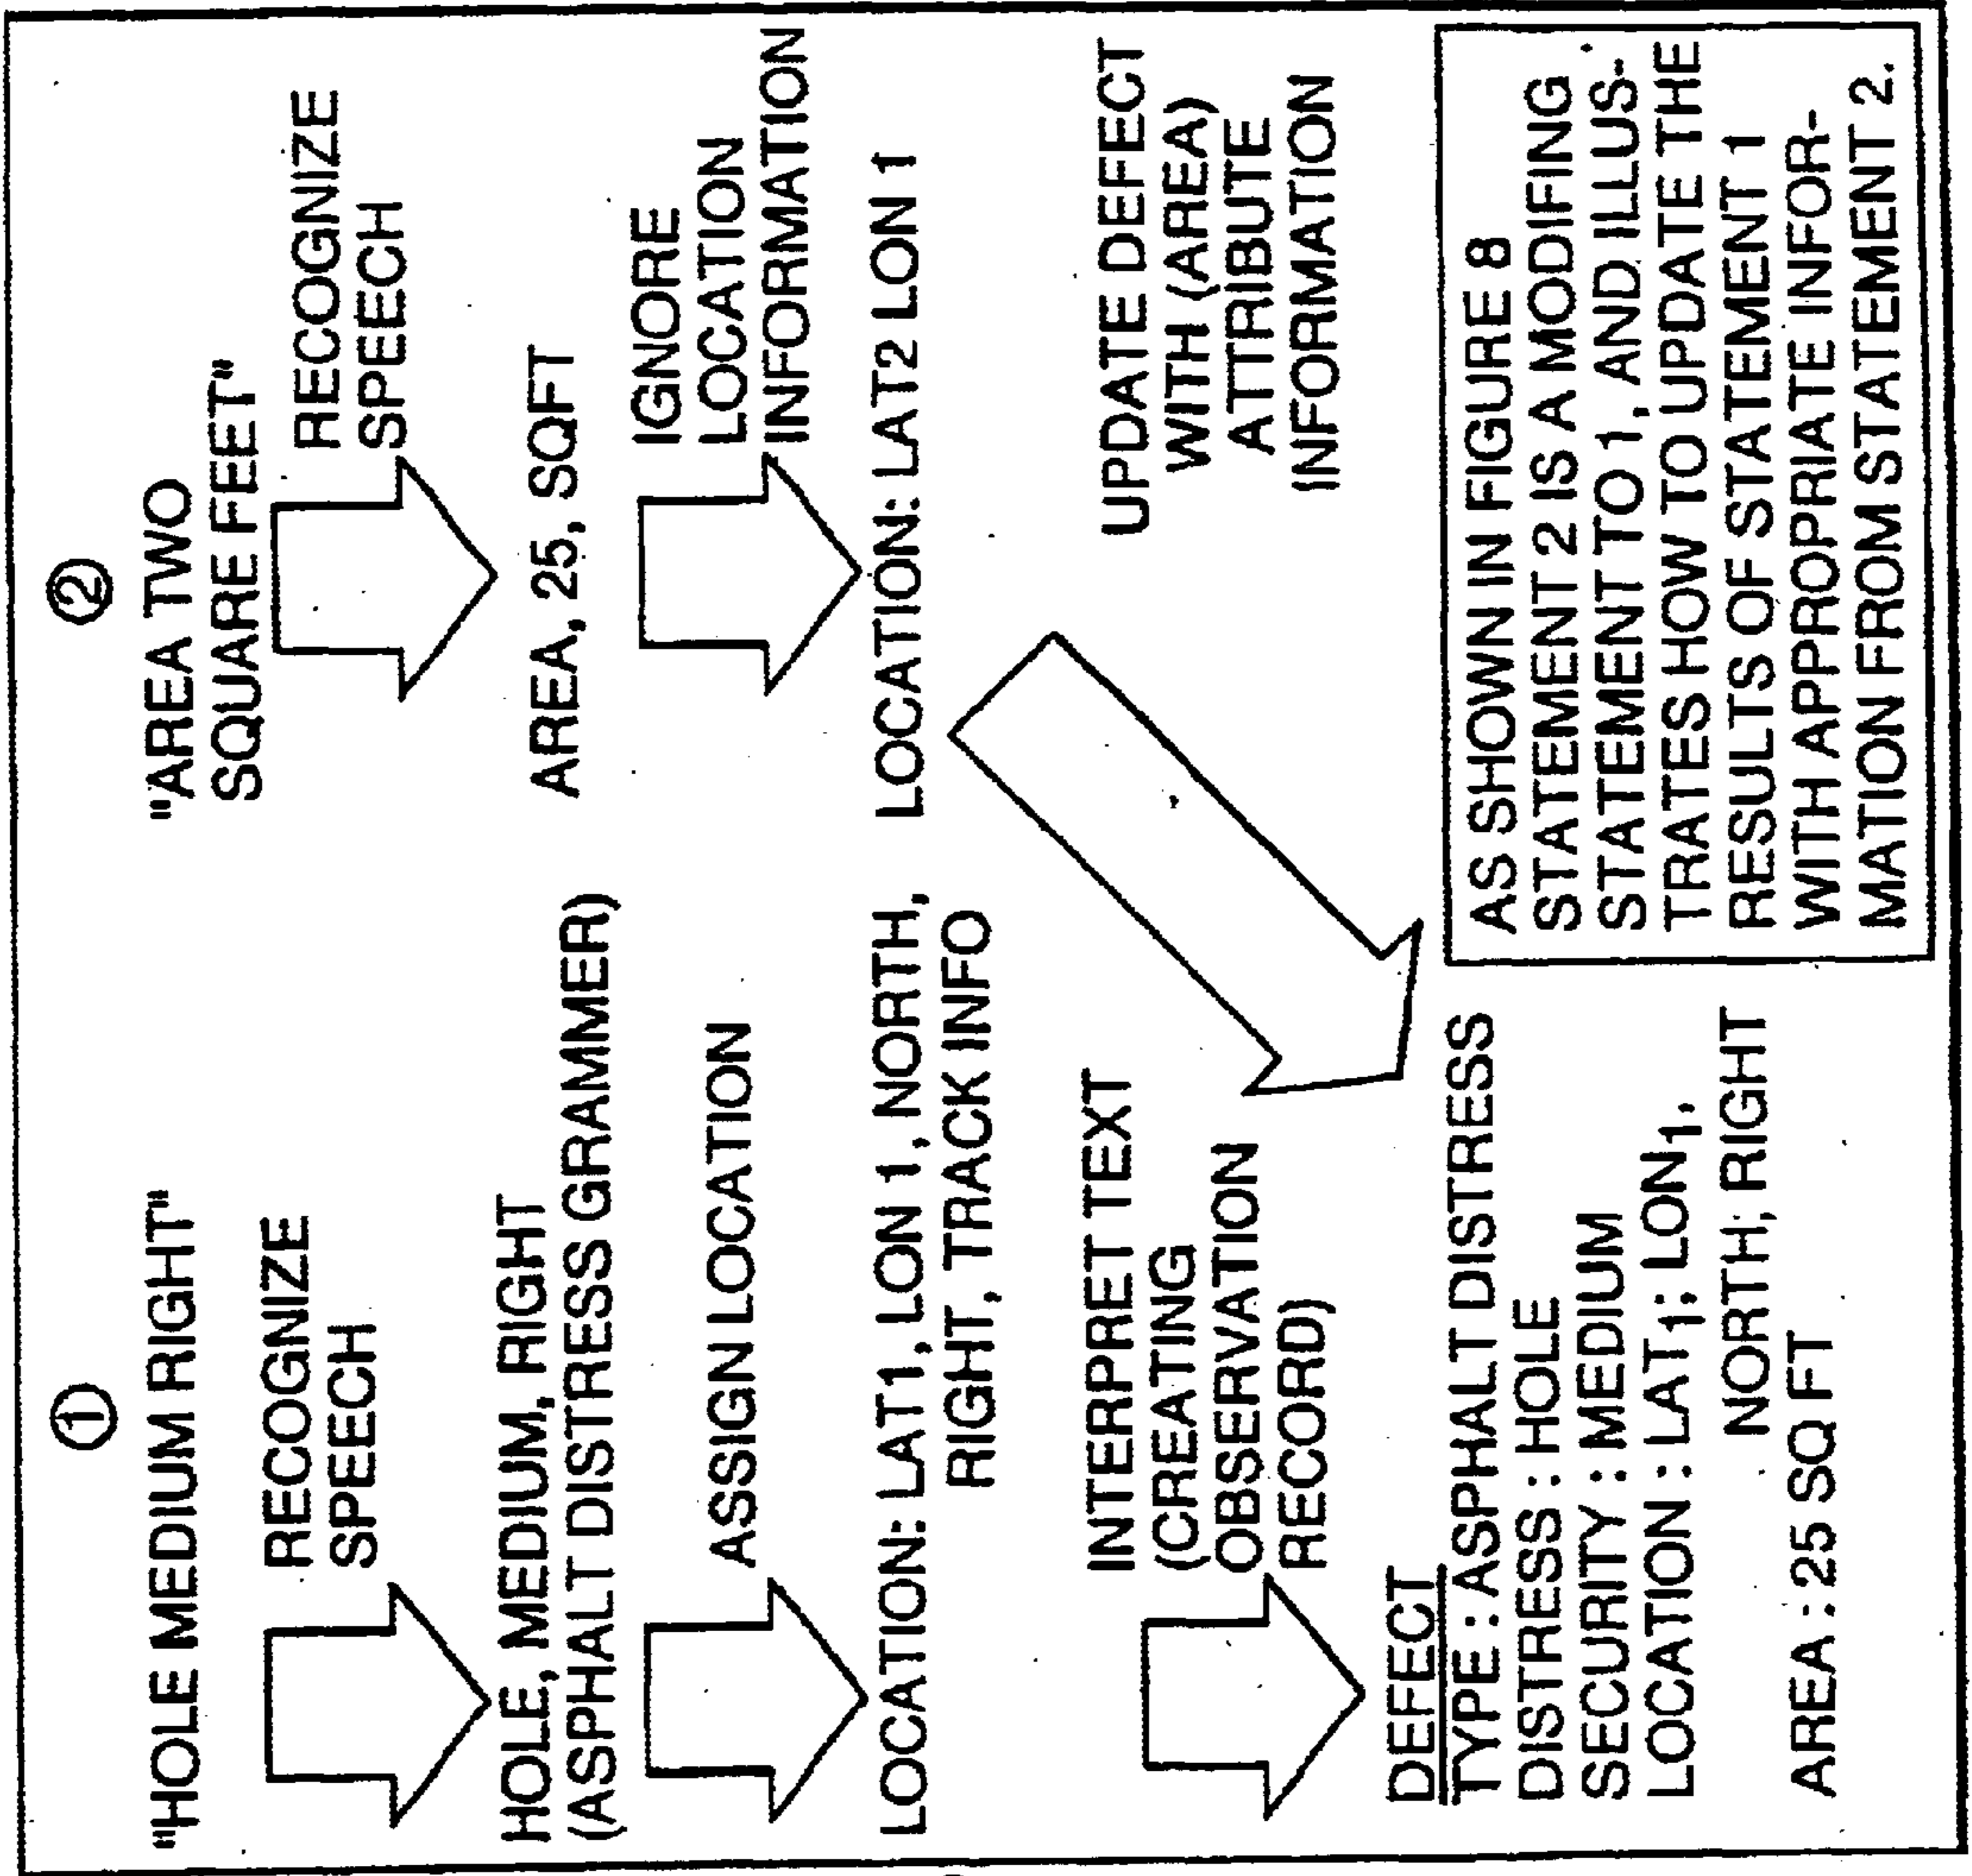 ①
"HOLE MEDIUM RIGHT"
RECOGNIZE
SPEECH
HOLE, MEDIUM, RIGHT
(ASPHALT DISTRESS GRAMMER)
ASSIGN LOCATION
LOCATION: LAT1, LON 1, NORTH,
RIGHT, TRACK INFO
INTERPRET TEXT
(CREATING
OBSERVATION
RECORD)
DEFECT
TYPE : ASPHALT DISTRESS
DISTRESS : HOLE
SECURITY : MEDIUM
LOCATION : LAT1; LON1,
NORTH; RIGHT
AREA : 25 SQ FT
②
"AREA TWO
SQUARE FEET"
RECOGNIZE
SPEECH
AREA, 25, SQFT
IGNORE
LOCATION
INFORMATION
LOCATION: LAT2 LON 1
UPDATE DEFECT
WITH (AREA)
ATTRIBUTE
INFORMATION
AS SHOWN IN FIGURE 8
STATEMENT 2 IS A MODIFING
STATEMENT TO 1, AND ILLUS-
TRATES HOW TO UPDATE THE
RESULTS OF STATEMENT 1
WITH APPROPRIATE INFOR-
MATION FROM STATEMENT 2.